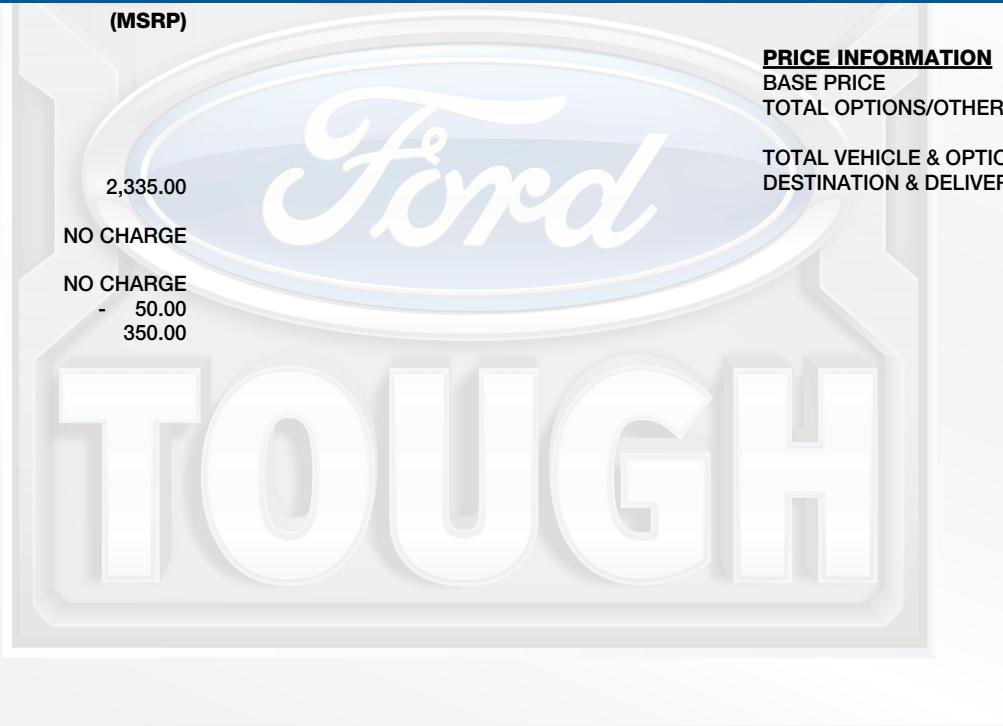 (MSRP)
2,335.00
NO CHARGE
NO CHARGE
- 50.00
350.00
PRICE INFORMATION
BASE PRICE
TOTAL OPTIONS/OTHER
TOTAL VEHICLE & OPTIO
DESTINATION & DELIVER
Ford
TOUGH